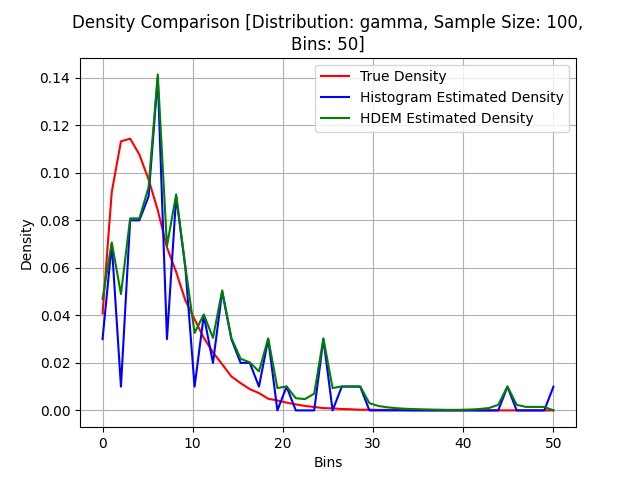 Density Comparison [Distribution: gamma, Sample Size: 100,
Bins: 50]
True Density
Histogram Estimated Density
HDEM Estimated Density
Density
0.14
0.12
0.10
0.08
0.06
0.04
0.02
0.00
0 10 20 30 40 50
Bins